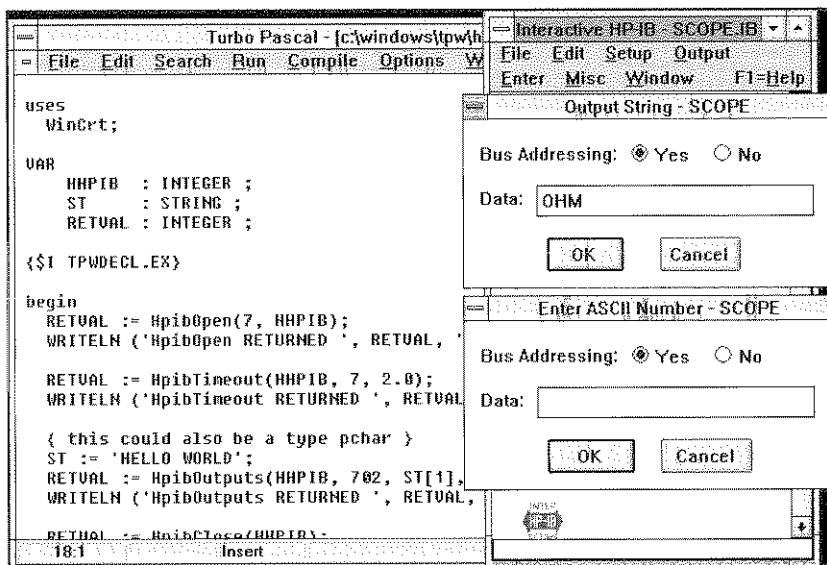 Turbo Pascal - [c:\windows\tpw\h
File Edit Search Run Compile Options W
uses
WinCrt;
VAR
HHPIB : INTEGER ;
ST : STRING ;
RETVAL : INTEGER ;
{$I TPWDECL.EX}
begin
RETVAL := HpibOpen(7, HHPIB);
WRITELN ('HpibOpen RETURNED ', RETVAL, '
RETVAL := HpibTimeout(HHPIB, 7, 2.0);
WRITELN ('HpibTimeout RETURNED ', RETVAL
{ this could also be a type pchar }
ST := 'HELLO WORLD';
RETVAL := HpibOutputs(HHPIB, 702, ST[1],
WRITELN ('HpibOutputs RETURNED ', RETVAL,
RETVAL := HpibClose(HHPIB);
18:1 Insert
Interactive HP-IB - SCOPE.IB
File Edit Setup Output
Enter Misc Window F1=Help
Output String - SCOPE
Bus Addressing: Yes No
Data: OHM
OK Cancel
Enter ASCII Number - SCOPE
Bus Addressing: Yes No
Data:
OK Cancel